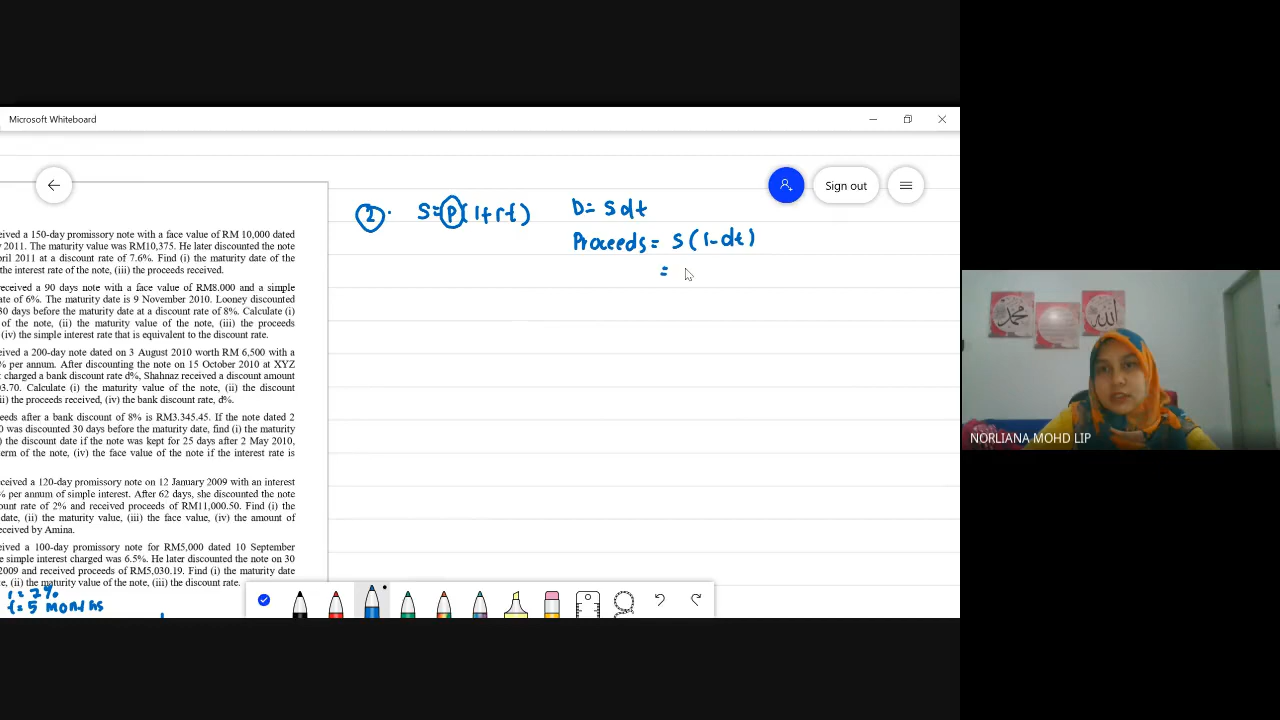 Microsoft Whiteboard
Sign out
eived a 150-day promissory note with a face value of RM 10,000 dated
2011. The maturity value was RM10,375. He later discounted the note
pril 2011 at a discount rate of 7.6%. Find (i) the maturity date of the
the interest rate of the note, (iii) the proceeds received.
received a 90 days note with a face value of RM8.000 and a simple
ate of 6%. The maturity date is 9 November 2010. Looney discounted
30 days before the maturity date at a discount rate of 8%. Calculate (i)
of the note, (ii) the maturity value of the note, (iii) the proceeds
(iv) the simple interest rate that is equivalent to the discount rate.
eived a 200-day note dated on 3 August 2010 worth RM 6,500 with a
% per annum. After discounting the note on 15 October 2010 at XYZ
t charged a bank discount rate d%, Shahnaz received a discount amount
03.70. Calculate (i) the maturity value of the note, (ii) the discount
ii) the proceeds received, (iv) the bank discount rate, d%.
eeds after a bank discount of 8% is RM3.345.45. If the note dated 2
0 was discounted 30 days before the maturity date, find (i) the maturity
) the discount date if the note was kept for 25 days after 2 May 2010,
erm of the note, (iv) the face value of the note if the interest rate is
ceived a 120-day promissory note on 12 January 2009 with an interest
% per annum of simple interest. After 62 days, she discounted the note
ount rate of 2% and received proceeds of RM11,000.50. Find (i) the
date, (ii) the maturity value, (iii) the face value, (iv) the amount of
eceived by Amina.
eived a 100-day promissory note for RM5,000 dated 10 September
e simple interest charged was 6.5%. He later discounted the note on 30
2009 and received proceeds of RM5,030.19. Find (i) the maturity date
e, (ii) the maturity value of the note, (iii) the discount rate.
i = 7%
t = 5 months
2. S = P(1+rt)
D = Sdt
Proceeds = S(1-dt)
=
NORLIANA MOHD LIP